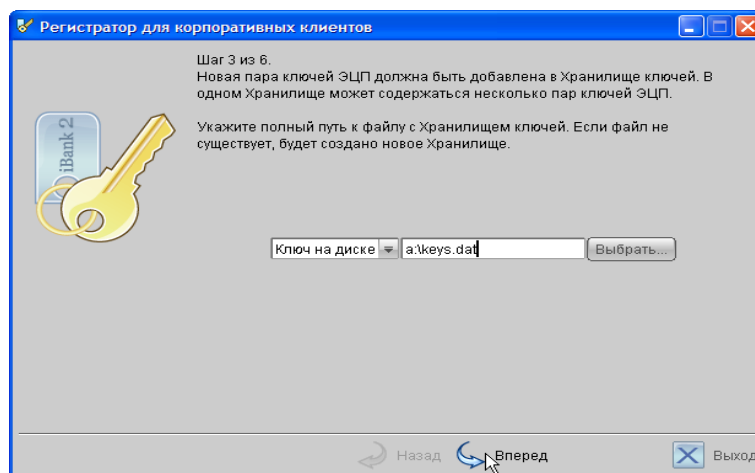 Регистратор для корпоративных клиентов
Шаг 3 из 6.
Новая пара ключей ЭЦП должна быть добавлена в Хранилище ключей. В
одном Хранилище может содержаться несколько пар ключей ЭЦП.
Укажите полный путь к файлу с Хранилищем ключей. Если файл не
существует, будет создано новое Хранилище.
iBank 2
Ключ на диске a:\keys.dat Выбрать...
Назад Вперед Выход